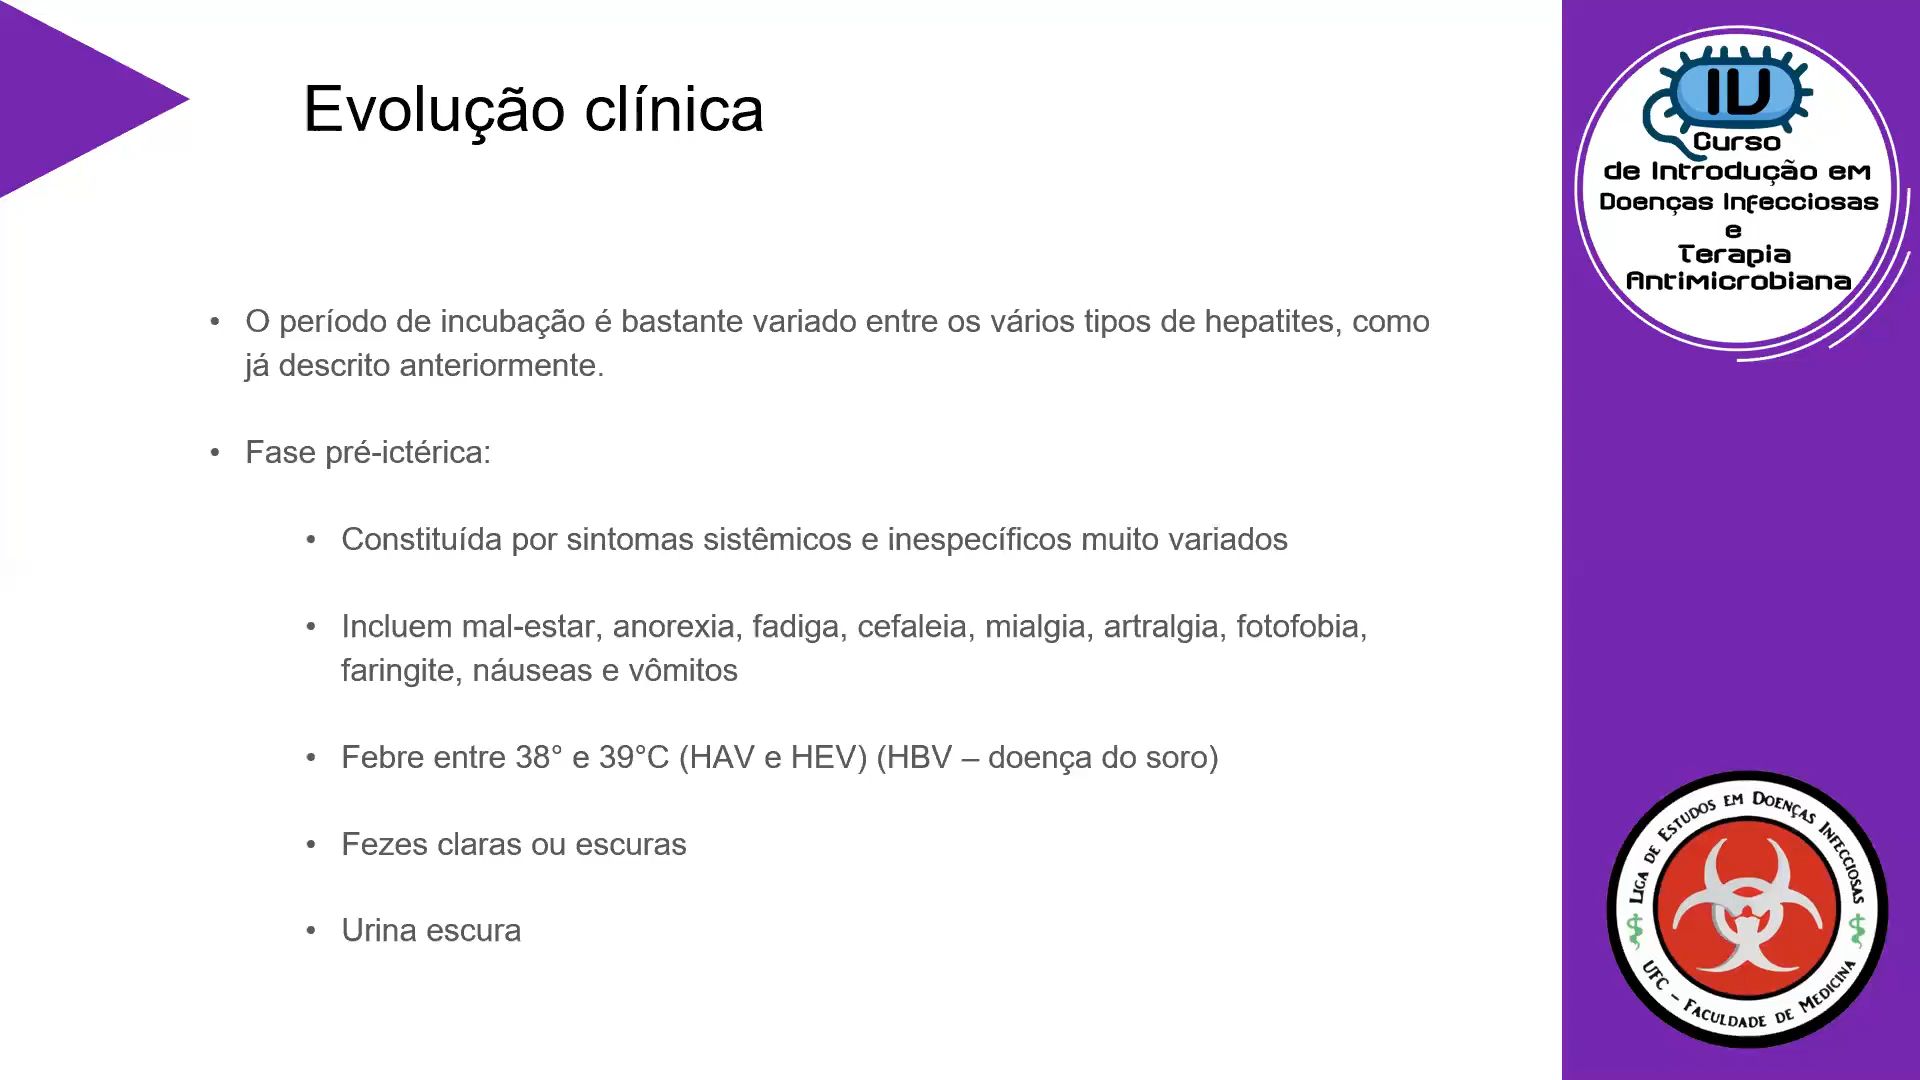 Evolução clínica
• O período de incubação é bastante variado entre os vários tipos de hepatites, como
já descrito anteriormente.
• Fase pré-ictérica:
• Constituída por sintomas sistêmicos e inespecíficos muito variados
• Incluem mal-estar, anorexia, fadiga, cefaleia, mialgia, artralgia, fotofobia,
faringite, náuseas e vômitos
• Febre entre 38° e 39°C (HAV e HEV) (HBV – doença do soro)
• Fezes claras ou escuras
• Urina escura
IV
Curso
de Introdução em
Doenças Infecciosas
e
Terapia
Antimicrobiana
Liga de Estudos em Doenças Infecciosas
UFC – Faculdade de Medicina